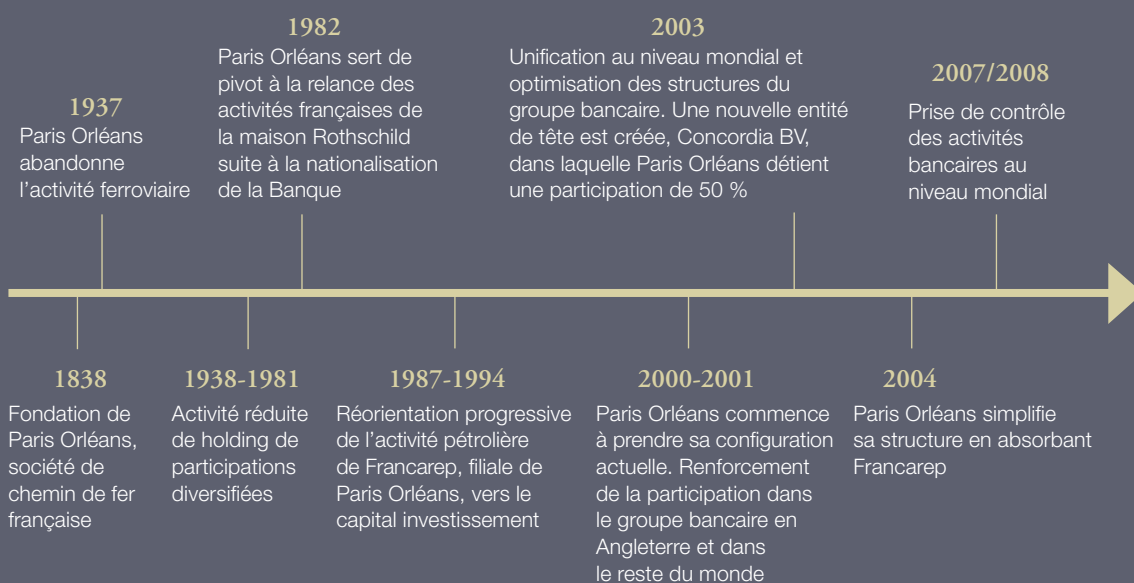 1937
Paris Orléans
abandonne
l’activité ferroviaire
1982
Paris Orléans sert de
pivot à la relance des
activités françaises de
la maison Rothschild
suite à la nationalisation
de la Banque
2003
Unification au niveau mondial et
optimisation des structures du
groupe bancaire. Une nouvelle entité
de tête est créée, Concordia BV,
dans laquelle Paris Orléans détient
une participation de 50 %
2007/2008
Prise de contrôle
des activités
bancaires au
niveau mondial
1838
Fondation de
Paris Orléans,
société de
chemin de fer
française
1938-1981
Activité réduite
de holding de
participations
diversifiées
1987-1994
Réorientation progressive
de l’activité pétrolière
de Francarep, filiale de
Paris Orléans, vers le
capital investissement
2000-2001
Paris Orléans commence
à prendre sa configuration
actuelle. Renforcement
de la participation dans
le groupe bancaire en
Angleterre et dans
le reste du monde
2004
Paris Orléans simplifie
sa structure en absorbant
Francarep